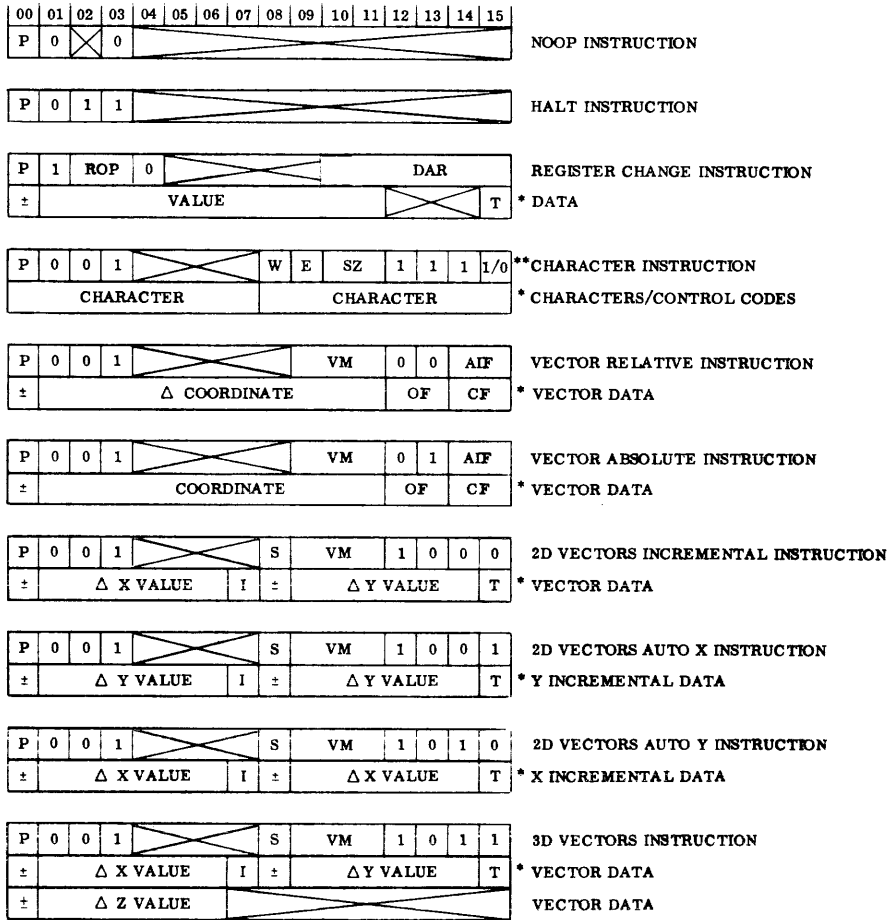 00 01 02 03 04 05 06 07 08 09 10 11 12 13 14 15
P 0 0 NOOP INSTRUCTION
P 0 1 1 HALT INSTRUCTION
P 1 ROP 0 DAR REGISTER CHANGE INSTRUCTION
± VALUE T * DATA
P 0 0 1 W E SZ 1 1 1 1/0 ** CHARACTER INSTRUCTION
CHARACTER CHARACTER * CHARACTERS/CONTROL CODES
P 0 0 1 VM 0 0 AIF VECTOR RELATIVE INSTRUCTION
± Δ COORDINATE OF CF * VECTOR DATA
P 0 0 1 VM 0 1 AIF VECTOR ABSOLUTE INSTRUCTION
± COORDINATE OF CF * VECTOR DATA
P 0 0 1 S VM 1 0 0 0 2D VECTORS INCREMENTAL INSTRUCTION
± Δ X VALUE I ± Δ Y VALUE T * VECTOR DATA
P 0 0 1 S VM 1 0 0 1 2D VECTORS AUTO X INSTRUCTION
± Δ Y VALUE I ± Δ Y VALUE T * Y INCREMENTAL DATA
P 0 0 1 S VM 1 0 1 0 2D VECTORS AUTO Y INSTRUCTION
± Δ X VALUE I ± Δ X VALUE T * X INCREMENTAL DATA
P 0 0 1 S VM 1 0 1 1 3D VECTORS INSTRUCTION
± Δ X VALUE I ± Δ Y VALUE T * VECTOR DATA
± Δ Z VALUE VECTOR DATA